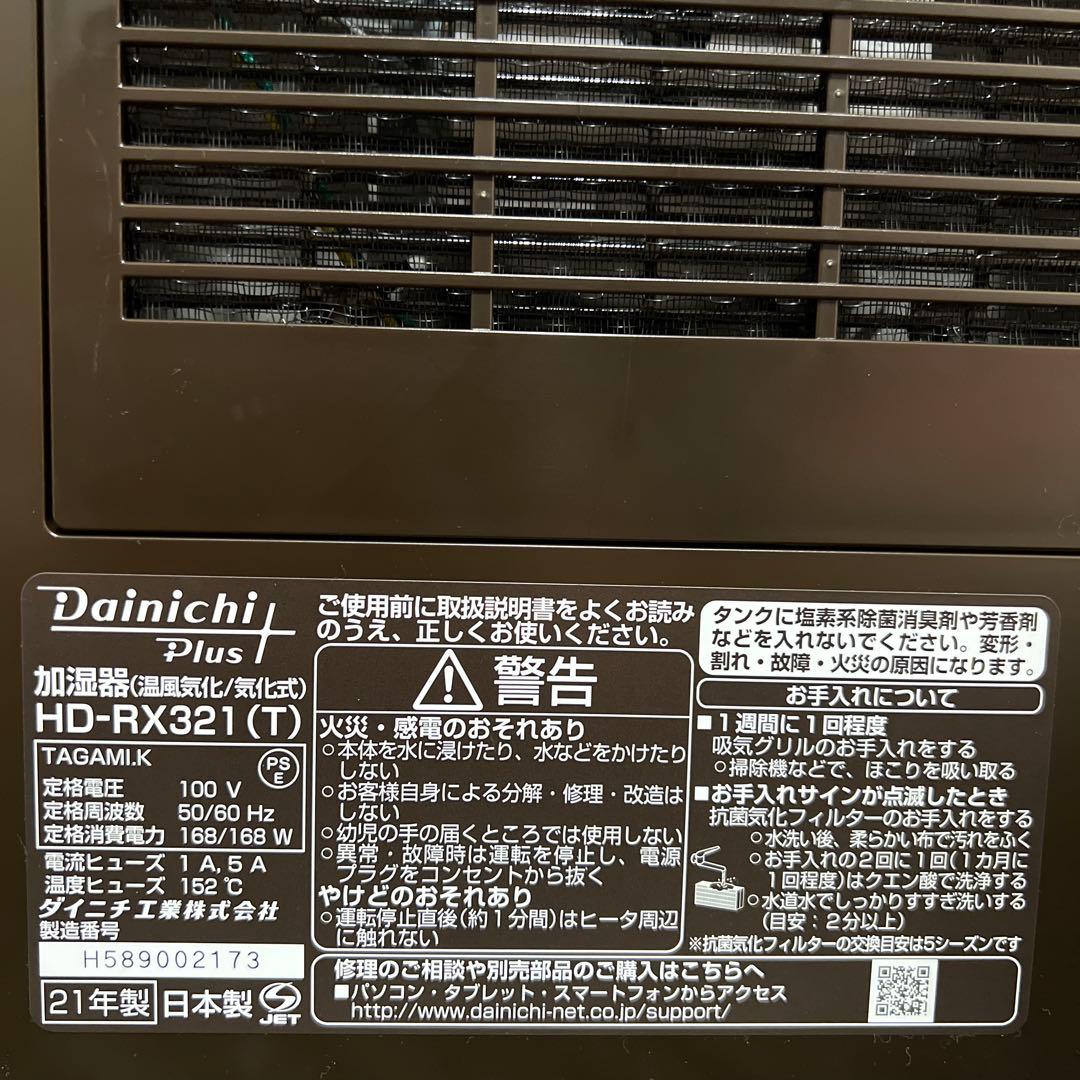 Dainichi
Plus
加湿器(温風気化/気化式)
HD-RX321(T)
TAGAMI.K
PS
E
定格電圧 100 V
定格周波数 50/60 Hz
定格消費電力 168/168 W
電流ヒューズ 1 A, 5 A
温度ヒューズ 152 ℃
ダイニチ工業株式会社
製造番号
H589002173
21年製 日本製 JET
ご使用前に取扱説明書をよくお読み
のうえ、正しくお使いください。
警告
火災・感電のおそれあり
○本体を水に浸けたり、水などをかけたり
しない
○お客様自身による分解・修理・改造は
しない
○幼児の手の届くところでは使用しない
○異常・故障時は運転を停止し、電源
プラグをコンセントから抜く
やけどのおそれあり
○運転停止直後(約1分間)はヒータ周辺
に触れない
タンクに塩素系除菌消臭剤や芳香剤
などを入れないでください。変形・
割れ・故障・火災の原因になります。
お手入れについて
■1週間に1回程度
吸気グリルのお手入れをする
○掃除機などで、ほこりを吸い取る
■お手入れサインが点滅したとき
抗菌気化フィルターのお手入れをする
○水洗い後、柔らかい布で汚れをふく
○お手入れの2回に1回(1カ月に
1回程度)はクエン酸で洗浄する
○水道水でしっかりすすぎ洗いする
(目安:2分以上)
※抗菌気化フィルターの交換目安は5シーズンです
修理のご相談や別売部品のご購入はこちらへ
■パソコン・タブレット・スマートフォンからアクセス
http://www.dainichi-net.co.jp/support/